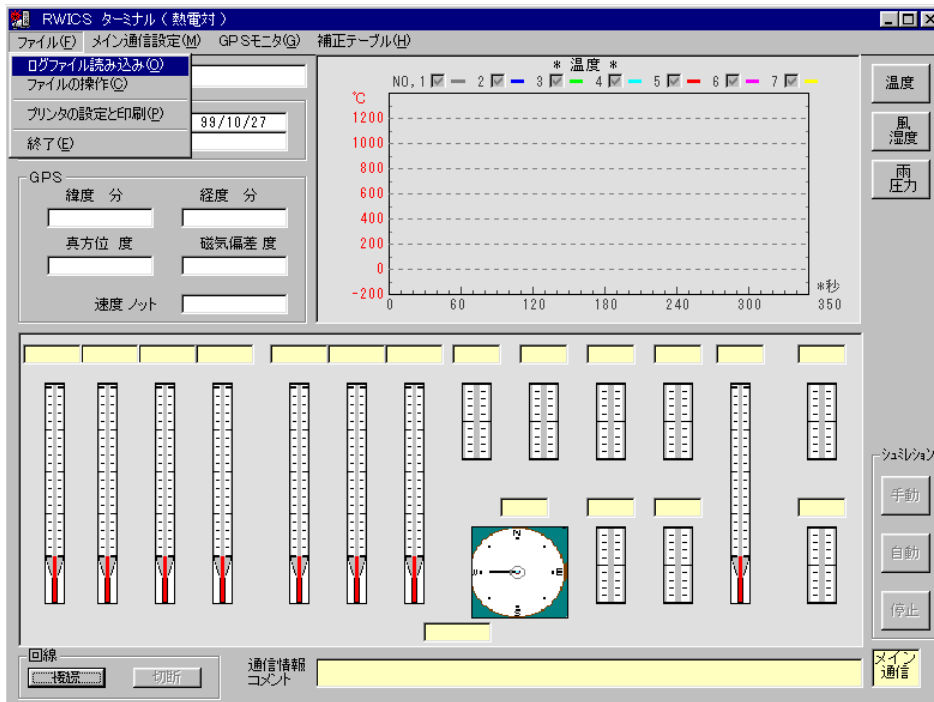 RWICS ターミナル（熱電対）
ファイル(F) メイン通信設定(M) GPSモニタ(G) 補正テーブル(H)
ログファイル読み込み(O)
ファイルの操作(C)
プリンタの設定と印刷(P)
終了(E)
99/10/27
GPS
緯度 分 経度 分
真方位 度 磁気偏差 度
速度 ノット
* 温度 *
NO, 1 2 3 4 5 6 7
℃
1200
1000
800
600
400
200
0
-200
0 60 120 180 240 300 350
*秒
温度
風
湿度
雨
圧力
シュミレション
手動
自動
停止
N
S
回線
接続 切断
通信情報
コメント
メイン
通信